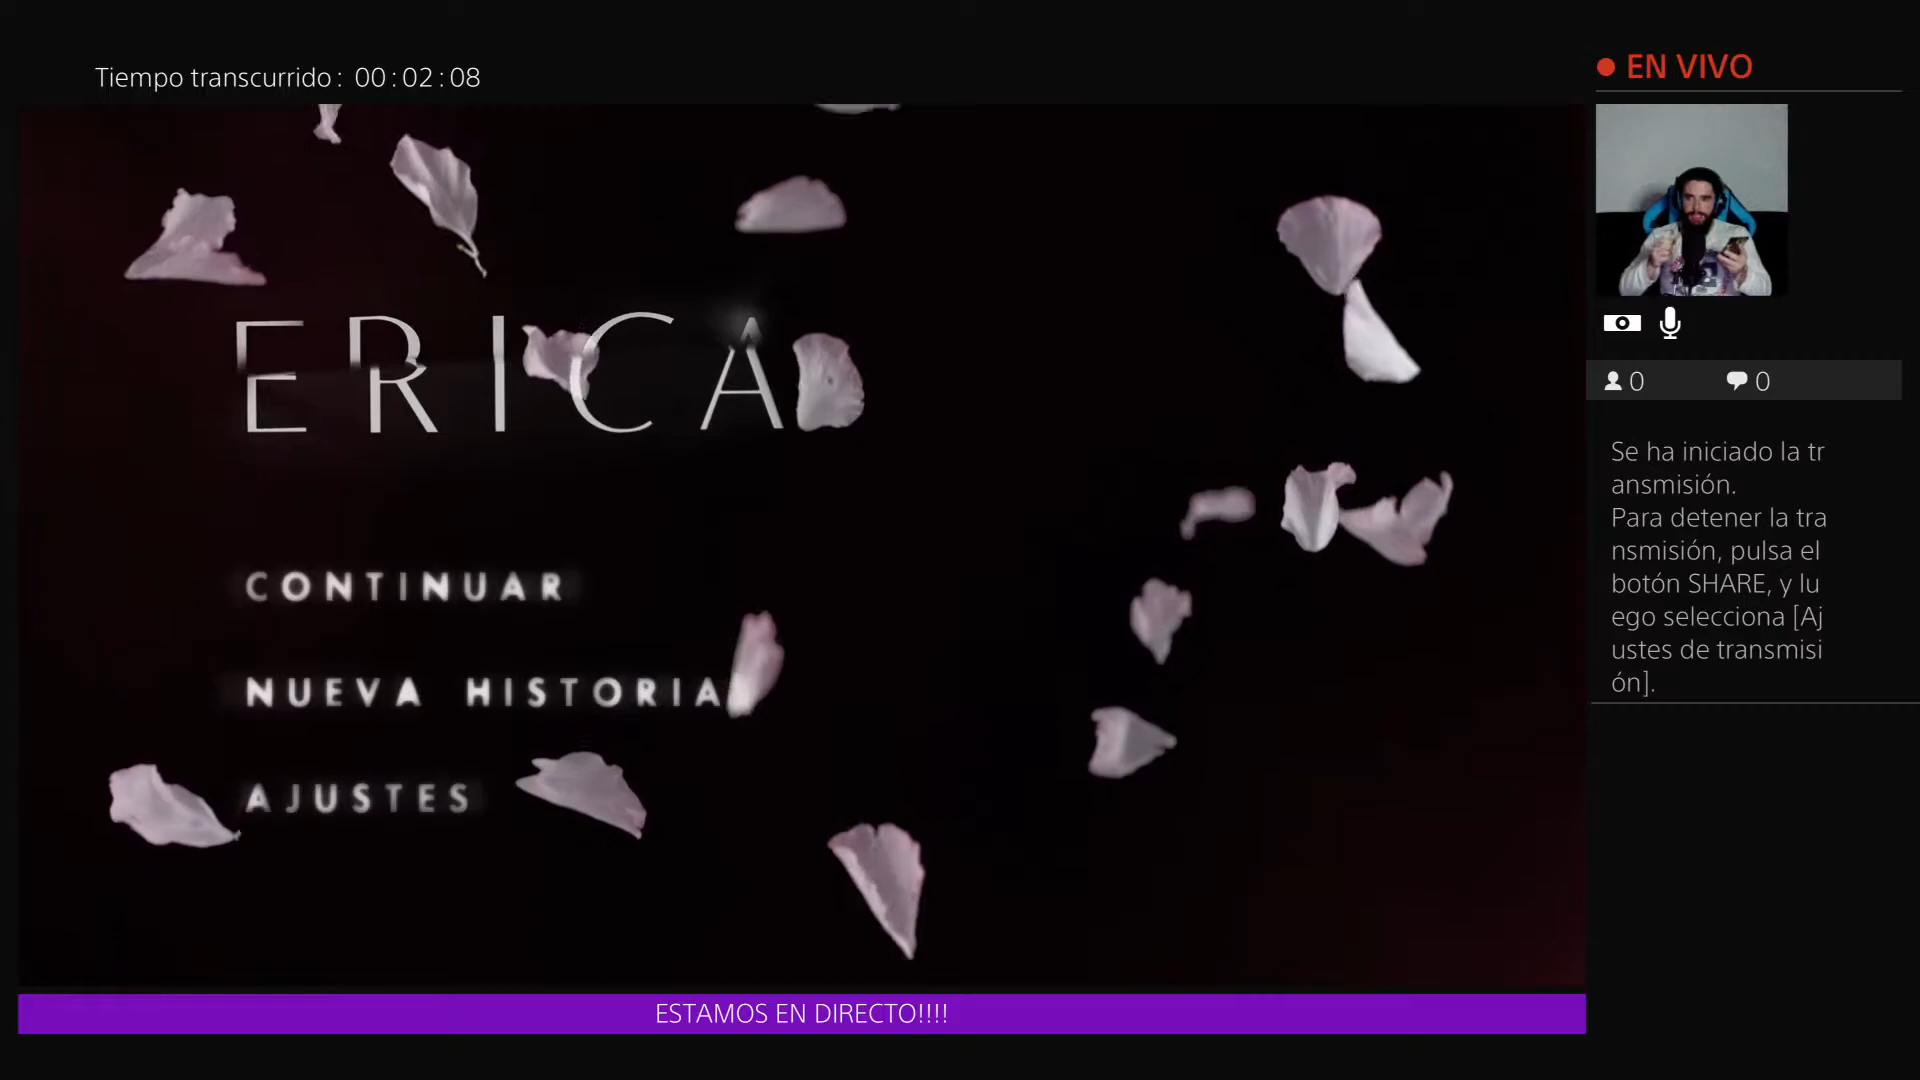 Tiempo transcurrido: 00:02:08
EN VIVO
ERICA
CONTINUAR
NUEVA HISTORIA
AJUSTES
0
0
Se ha iniciado la tr
ansmisión.
Para detener la tra
nsmisión, pulsa el
botón SHARE, y lu
ego selecciona [Aj
ustes de transmisi
ón].
ESTAMOS EN DIRECTO!!!!